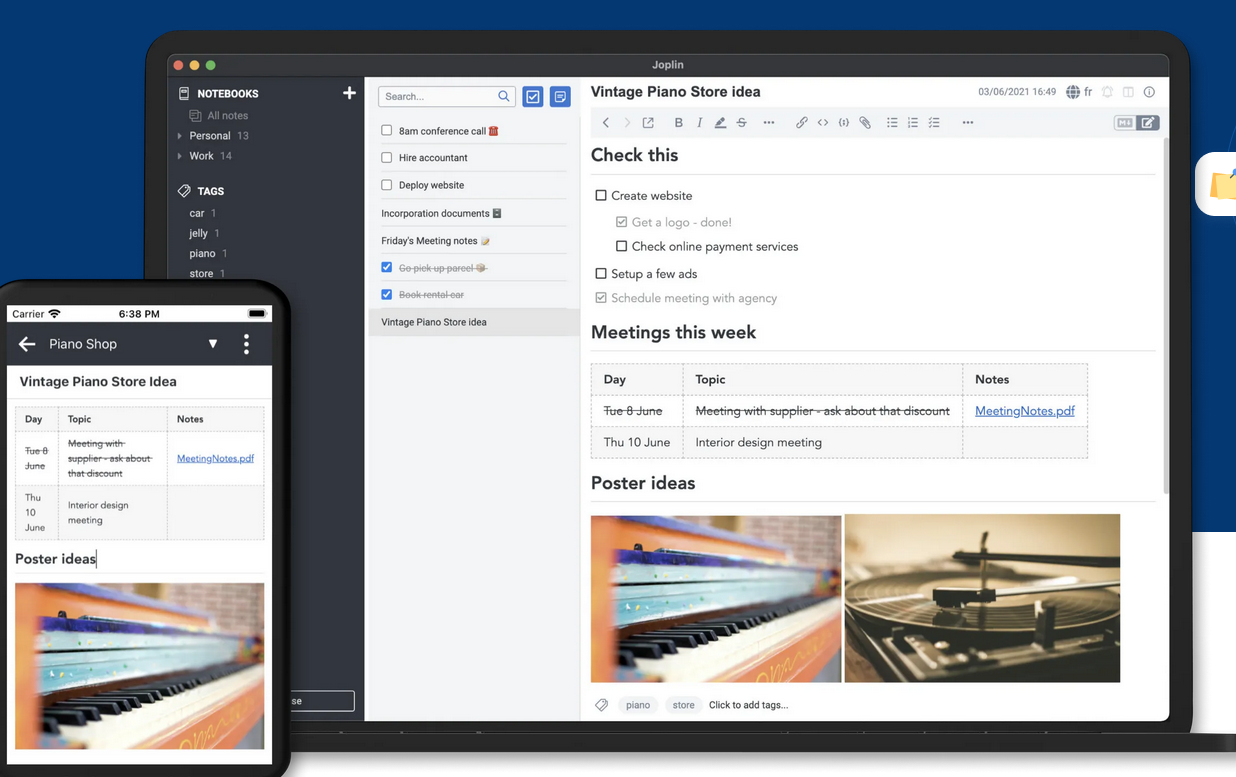 Joplin
NOTEBOOKS
All notes
Personal 13
Work 14
TAGS
car 1
jelly 1
piano 1
store 1
Search...
8am conference call
Hire accountant
Deploy website
Incorporation documents
Friday's Meeting notes
Go pick up parcel
Book rental car
Vintage Piano Store idea
Vintage Piano Store idea
03/06/2021 16:49 fr
B I S
M
Check this
Create website
Get a logo - done!
Check online payment services
Setup a few ads
Schedule meeting with agency
Meetings this week
Day Topic Notes
Tue 8 June Meeting with supplier - ask about that discount MeetingNotes.pdf
Thu 10 June Interior design meeting
Poster ideas
piano store Click to add tags...
Carrier 6:38 PM
Piano Shop
Vintage Piano Store Idea
Day Topic Notes
Tue 8 June
Meeting with
supplier - ask about
that discount
MeetingNotes.pdf
Thu
10
June
Interior design
meeting
Poster ideas